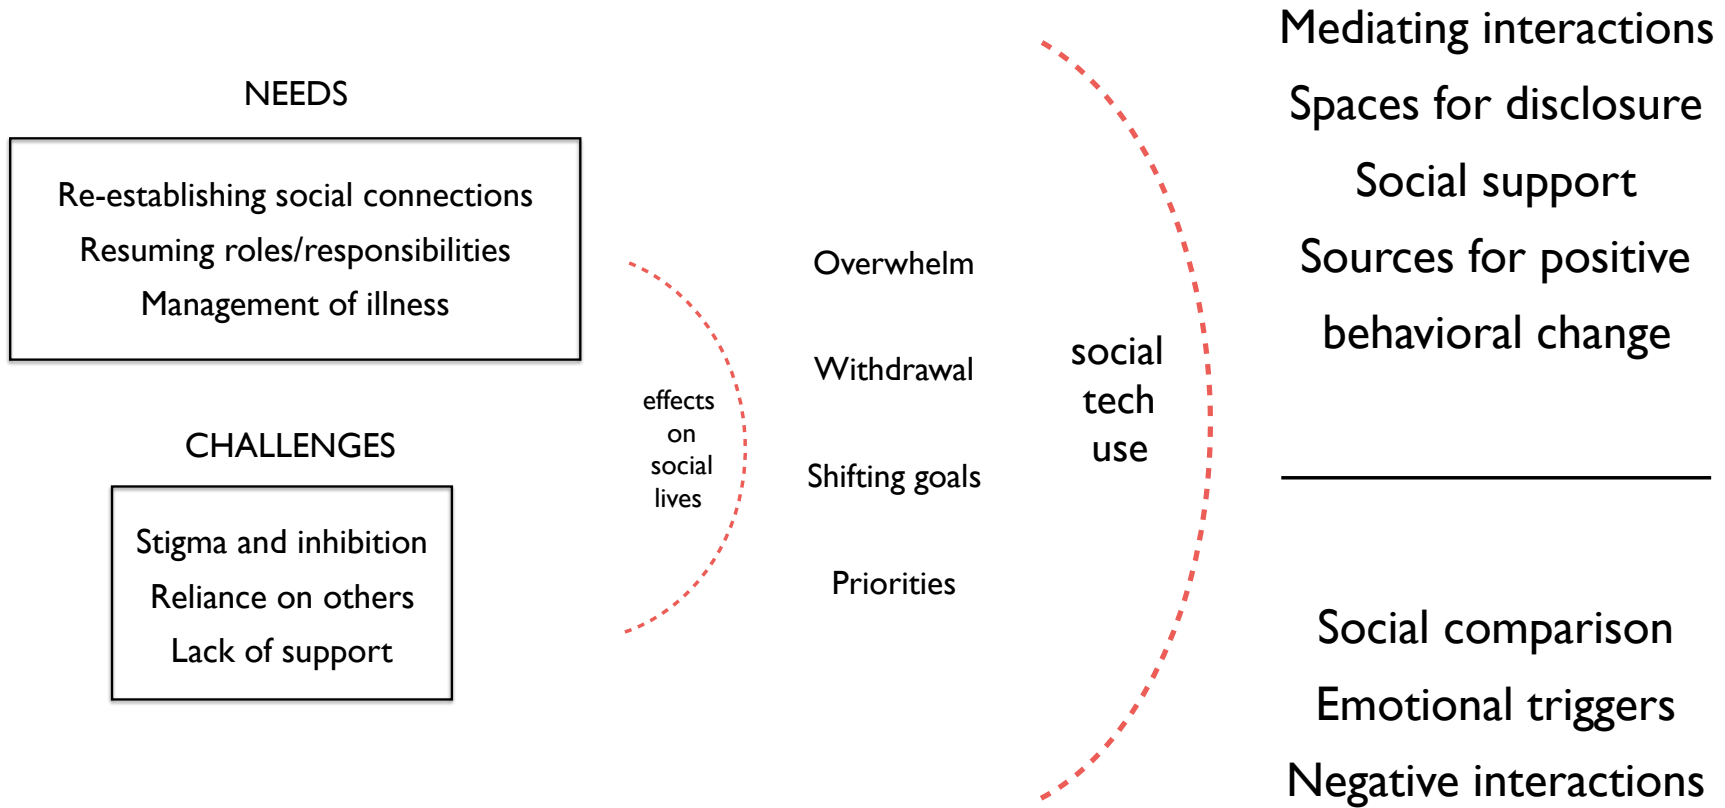 NEEDS
Re-establishing social connections
Resuming roles/responsibilities
Management of illness
CHALLENGES
Stigma and inhibition
Reliance on others
Lack of support
effects
on
social
lives
Overwhelm
Withdrawal
Shifting goals
Priorities
social
tech
use
Mediating interactions
Spaces for disclosure
Social support
Sources for positive
behavioral change
Social comparison
Emotional triggers
Negative interactions